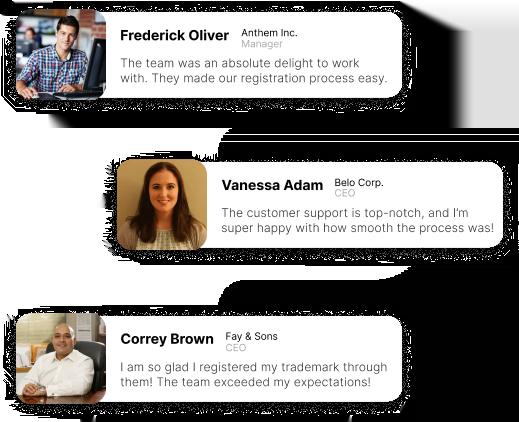 Frederick Oliver Anthem Inc.
Manager
The team was an absolute delight to work
with. They made our registration process easy.
Vanessa Adam Belo Corp.
CEO
The customer support is top-notch, and I'm
super happy with how smooth the process was!
Correy Brown Fay & Sons
CEO
I am so glad I registered my trademark through
them! The team exceeded my expectations!